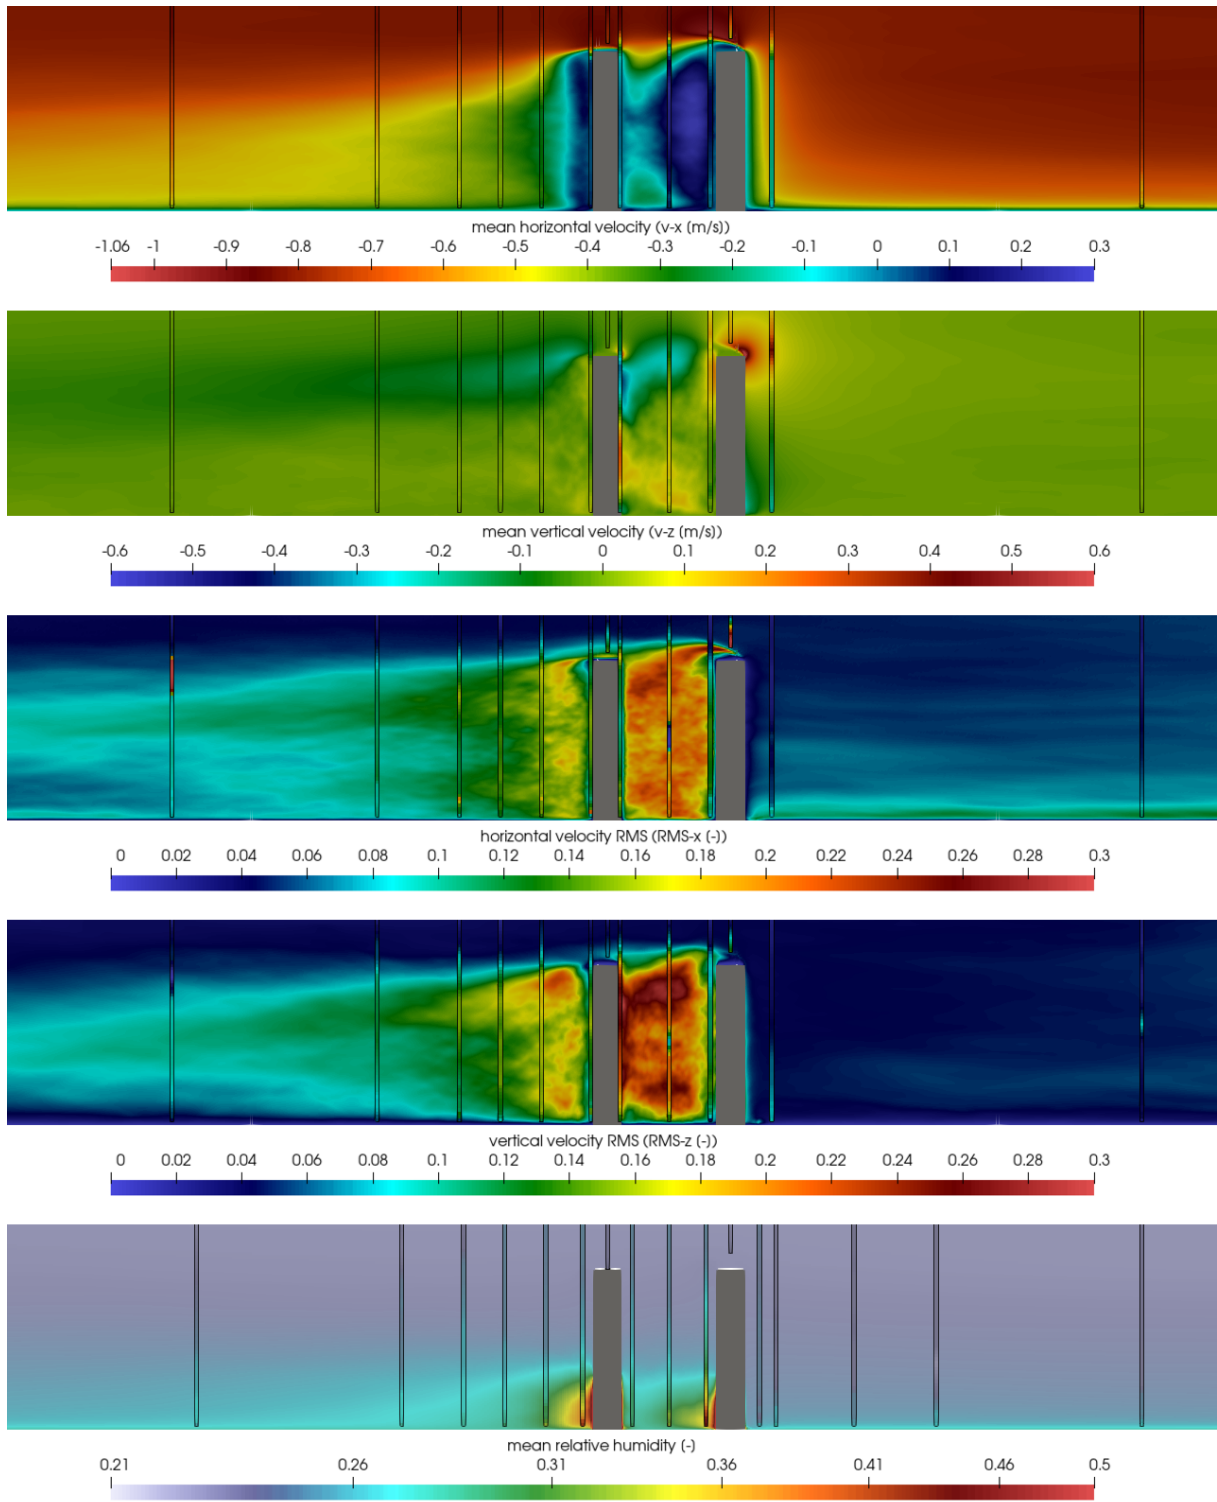 mean horizontal velocity (v-x [m/s])
-1.06 -1 -0.9 -0.8 -0.7 -0.6 -0.5 -0.4 -0.3 -0.2 -0.1 0 0.1 0.2 0.3
mean vertical velocity (v-z [m/s])
-0.6 -0.5 -0.4 -0.3 -0.2 -0.1 0 0.1 0.2 0.3 0.4 0.5 0.6
horizontal velocity RMS (RMS-x [-])
0 0.02 0.04 0.06 0.08 0.1 0.12 0.14 0.16 0.18 0.2 0.22 0.24 0.26 0.28 0.3
vertical velocity RMS (RMS-z [-])
0 0.02 0.04 0.06 0.08 0.1 0.12 0.14 0.16 0.18 0.2 0.22 0.24 0.26 0.28 0.3
mean relative humidity [-]
0.21 0.26 0.31 0.36 0.41 0.46 0.5